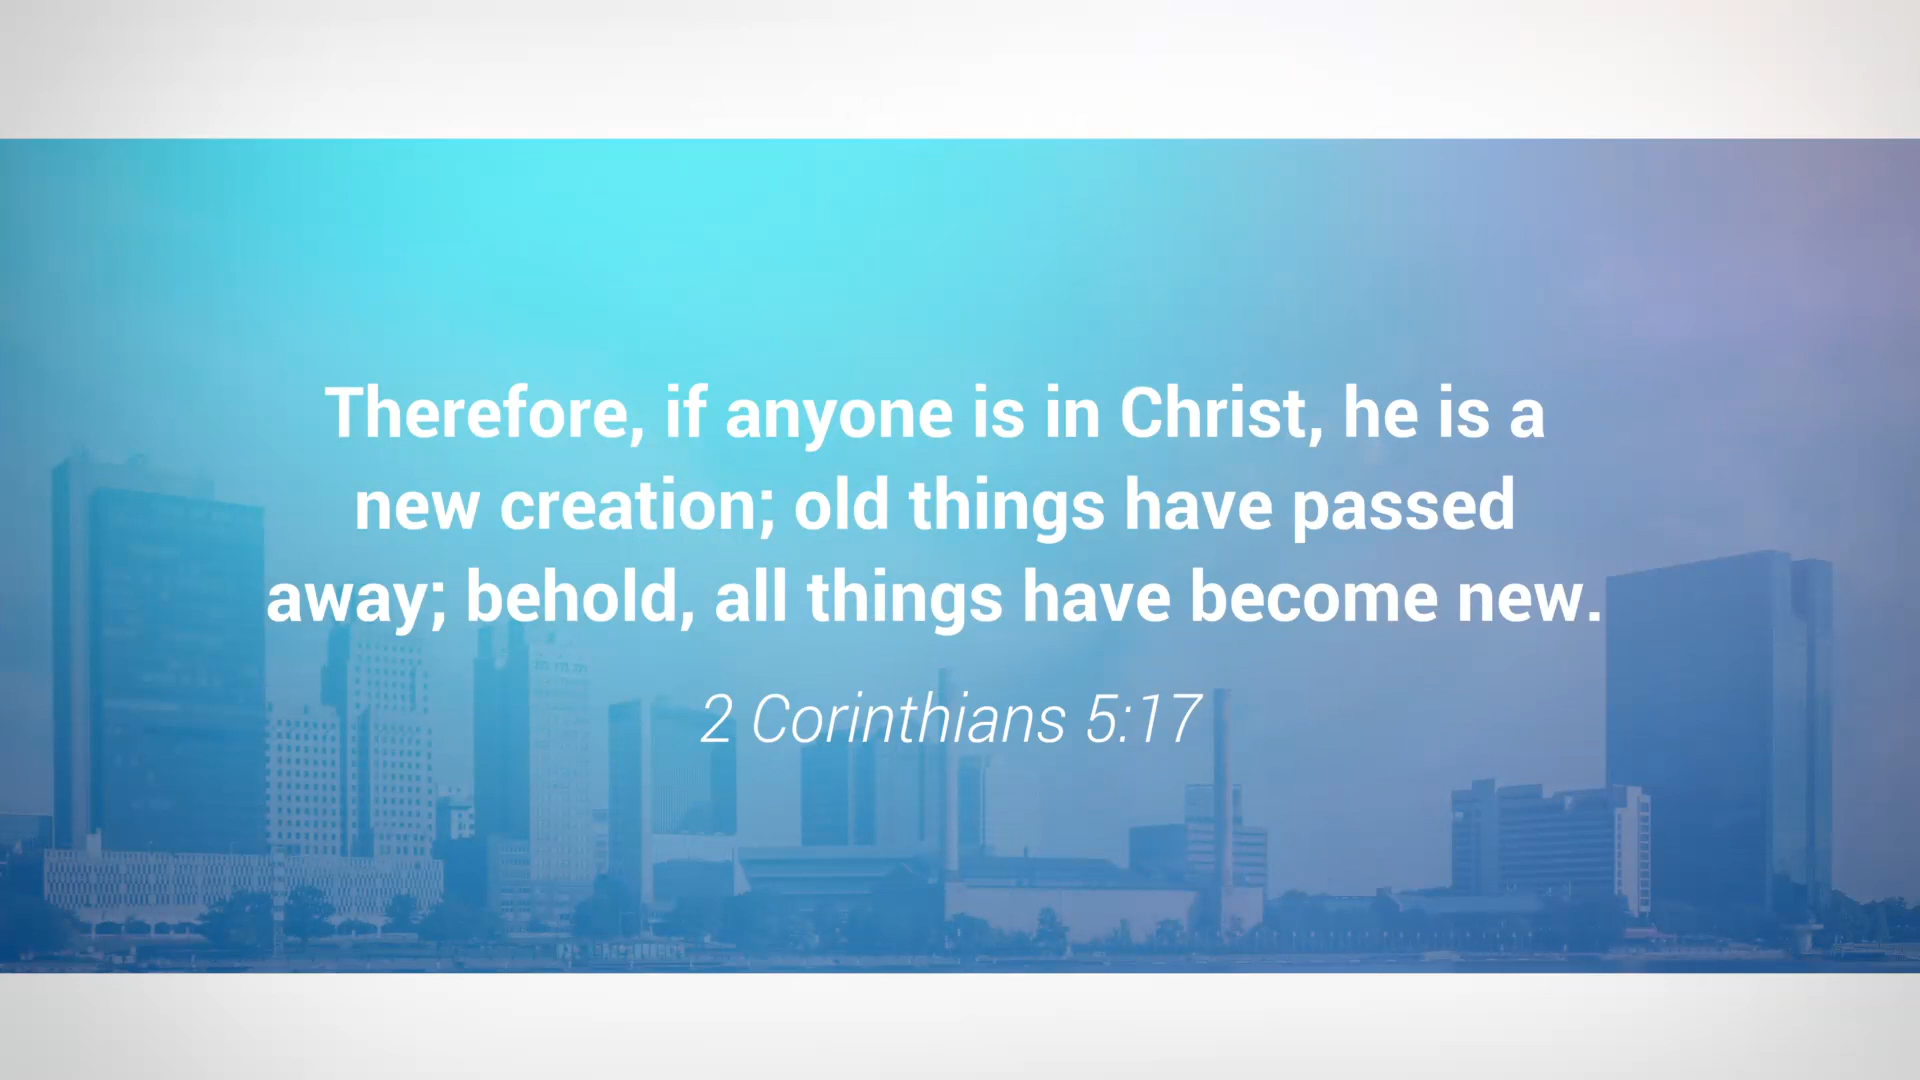 Therefore, if anyone is in Christ, he is a
new creation; old things have passed
away; behold, all things have become new.
2 Corinthians 5:17